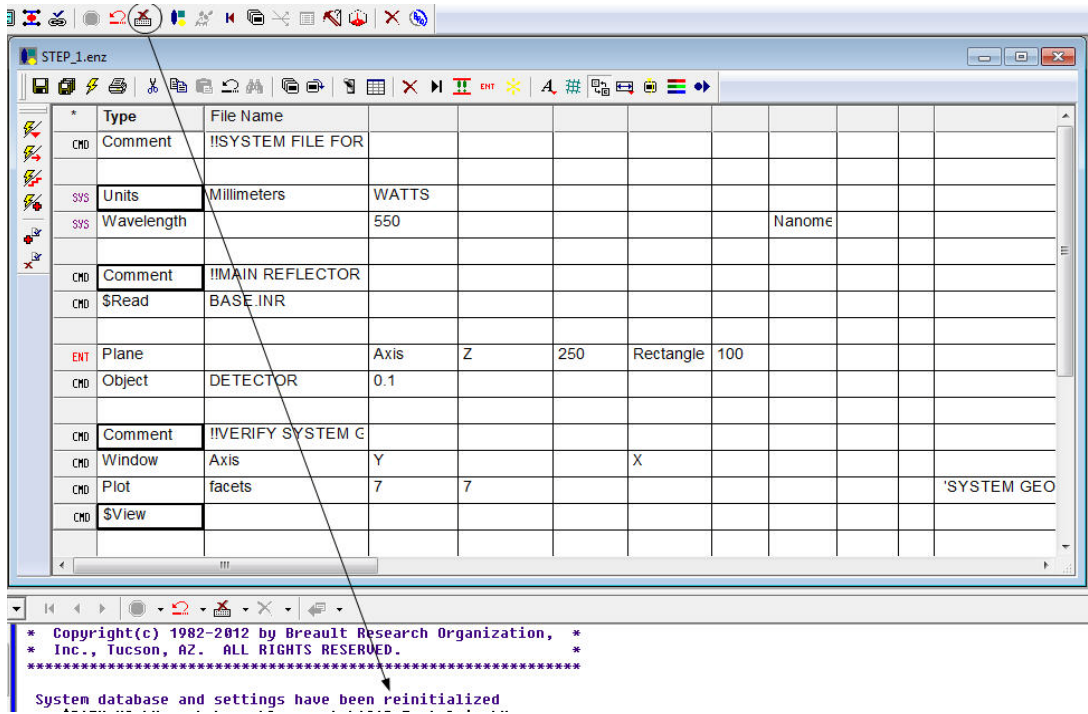 STEP_1.enz
* Type File Name
CMD Comment !!SYSTEM FILE FOR
SYS Units Millimeters WATTS
SYS Wavelength 550 Nanome
CMD Comment !!MAIN REFLECTOR
CMD $Read BASE.INR
ENT Plane Axis Z 250 Rectangle 100
CMD Object DETECTOR 0.1
CMD Comment !!VERIFY SYSTEM G
CMD Window Axis Y X
CMD Plot facets 7 7 'SYSTEM GEO
CMD $View
* Copyright(c) 1982-2012 by Breault Research Organization, *
* Inc., Tucson, AZ. ALL RIGHTS RESERVED. *
**************************************************************
System database and settings have been reinitialized